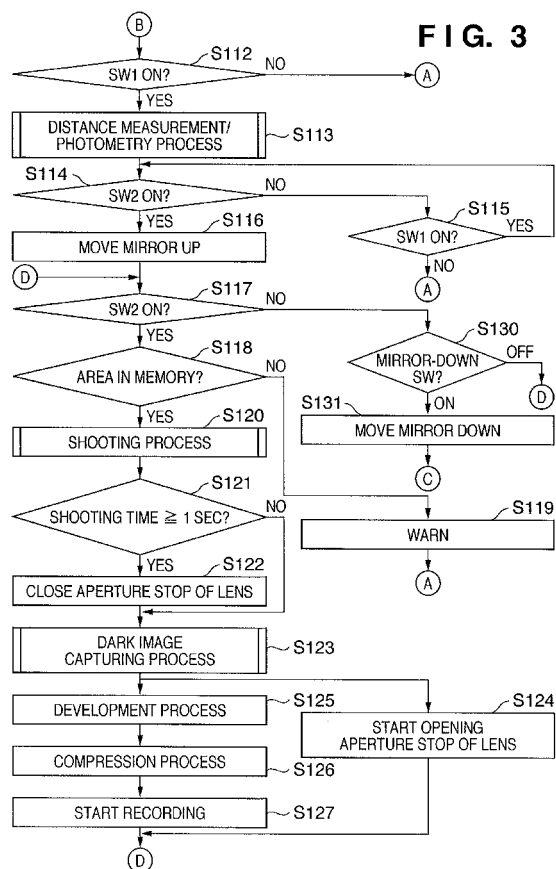 B
FIG. 3
S112
SW1 ON?
NO
A
YES
DISTANCE MEASUREMENT/
PHOTOMETRY PROCESS
S113
S114
SW2 ON?
NO
YES
S116
MOVE MIRROR UP
S115
SW1 ON?
YES
NO
A
D
S117
SW2 ON?
NO
YES
S118
AREA IN MEMORY?
NO
YES
S130
MIRROR-DOWN
SW?
OFF
D
ON
S131
MOVE MIRROR DOWN
C
S120
SHOOTING PROCESS
S121
SHOOTING TIME ≧ 1 SEC?
NO
YES
S119
WARN
A
S122
CLOSE APERTURE STOP OF LENS
DARK IMAGE
CAPTURING PROCESS
S123
S125
DEVELOPMENT PROCESS
S124
START OPENING
APERTURE STOP OF LENS
COMPRESSION PROCESS
S126
START RECORDING
S127
D